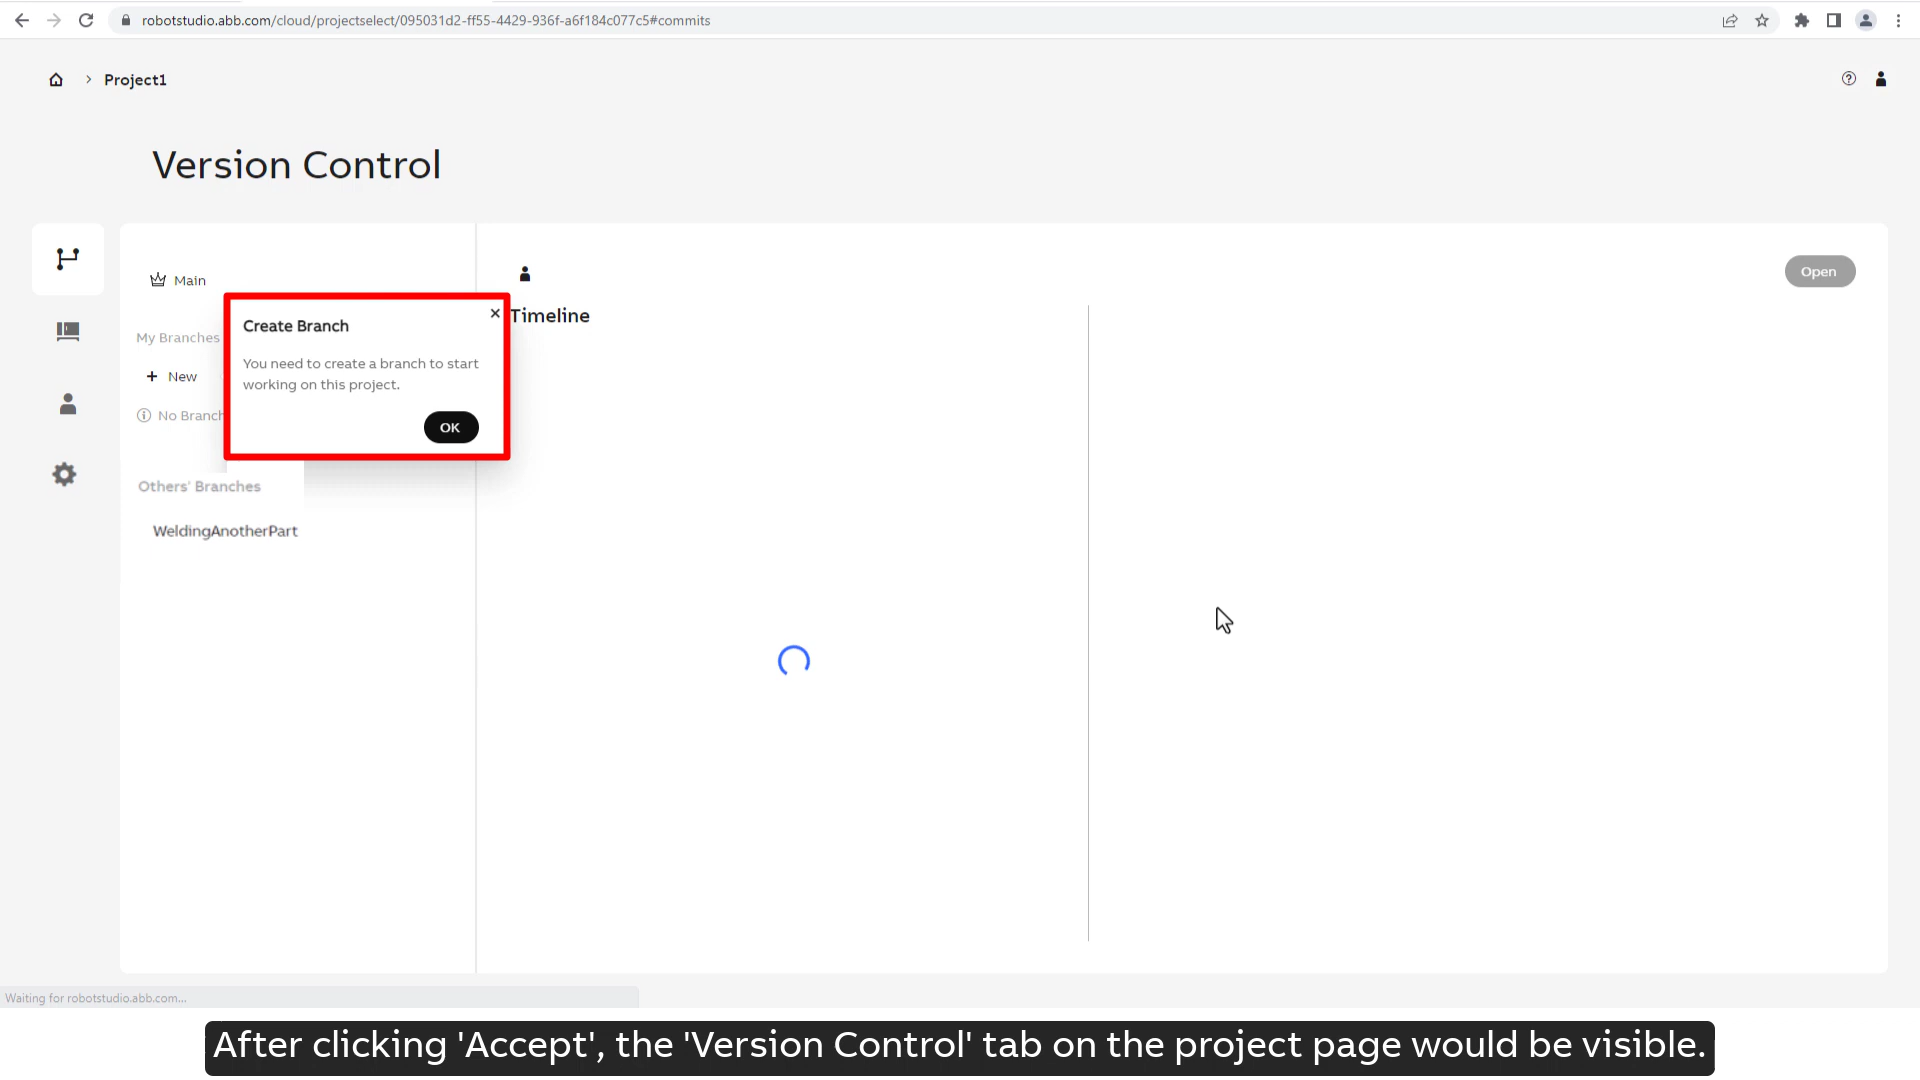 robotstudio.abb.com/cloud/projectselect/095031d2-ff55-4429-936f-a6f184c077c5#commits
Project1
Version Control
Main
My Branches
New
No Branch
Create Branch
You need to create a branch to start
working on this project.
OK
Others' Branches
WeldingAnotherPart
Timeline
Open
Waiting for robotstudio.abb.com...
After clicking 'Accept', the 'Version Control' tab on the project page would be visible.